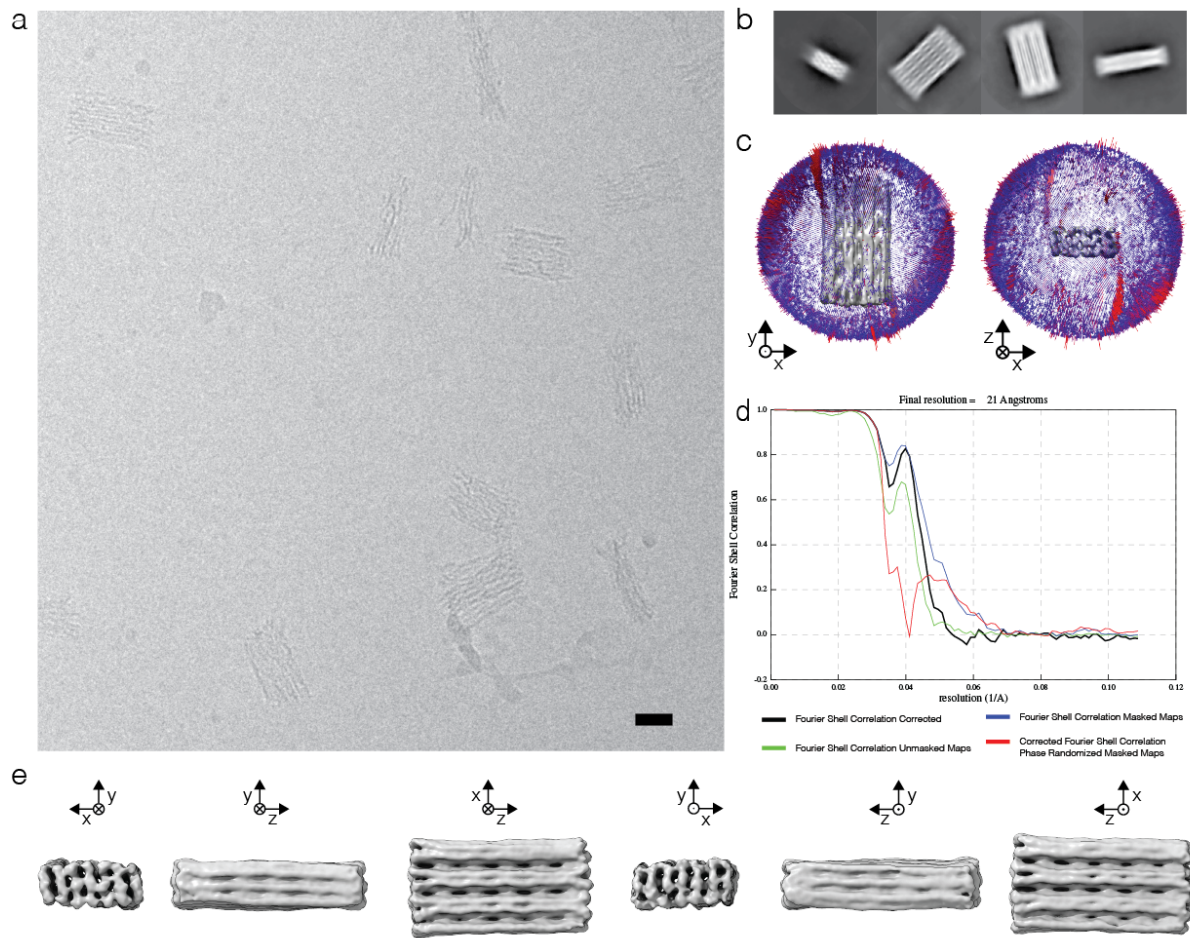 a
b
c
y
x
z
x
d
Final resolution = 21 Angstroms
Fourier Shell Correlation
1.0
0.8
0.6
0.4
0.2
0.0
-0.2
0.00 0.02 0.04 0.06 0.08 0.10 0.12
resolution (1/A)
Fourier Shell Correlation Corrected
Fourier Shell Correlation Masked Maps
Fourier Shell Correlation Unmasked Maps
Corrected Fourier Shell Correlation
Phase Randomized Masked Maps
e
y
x
y
z
x
z
y
x
y
z
x
z